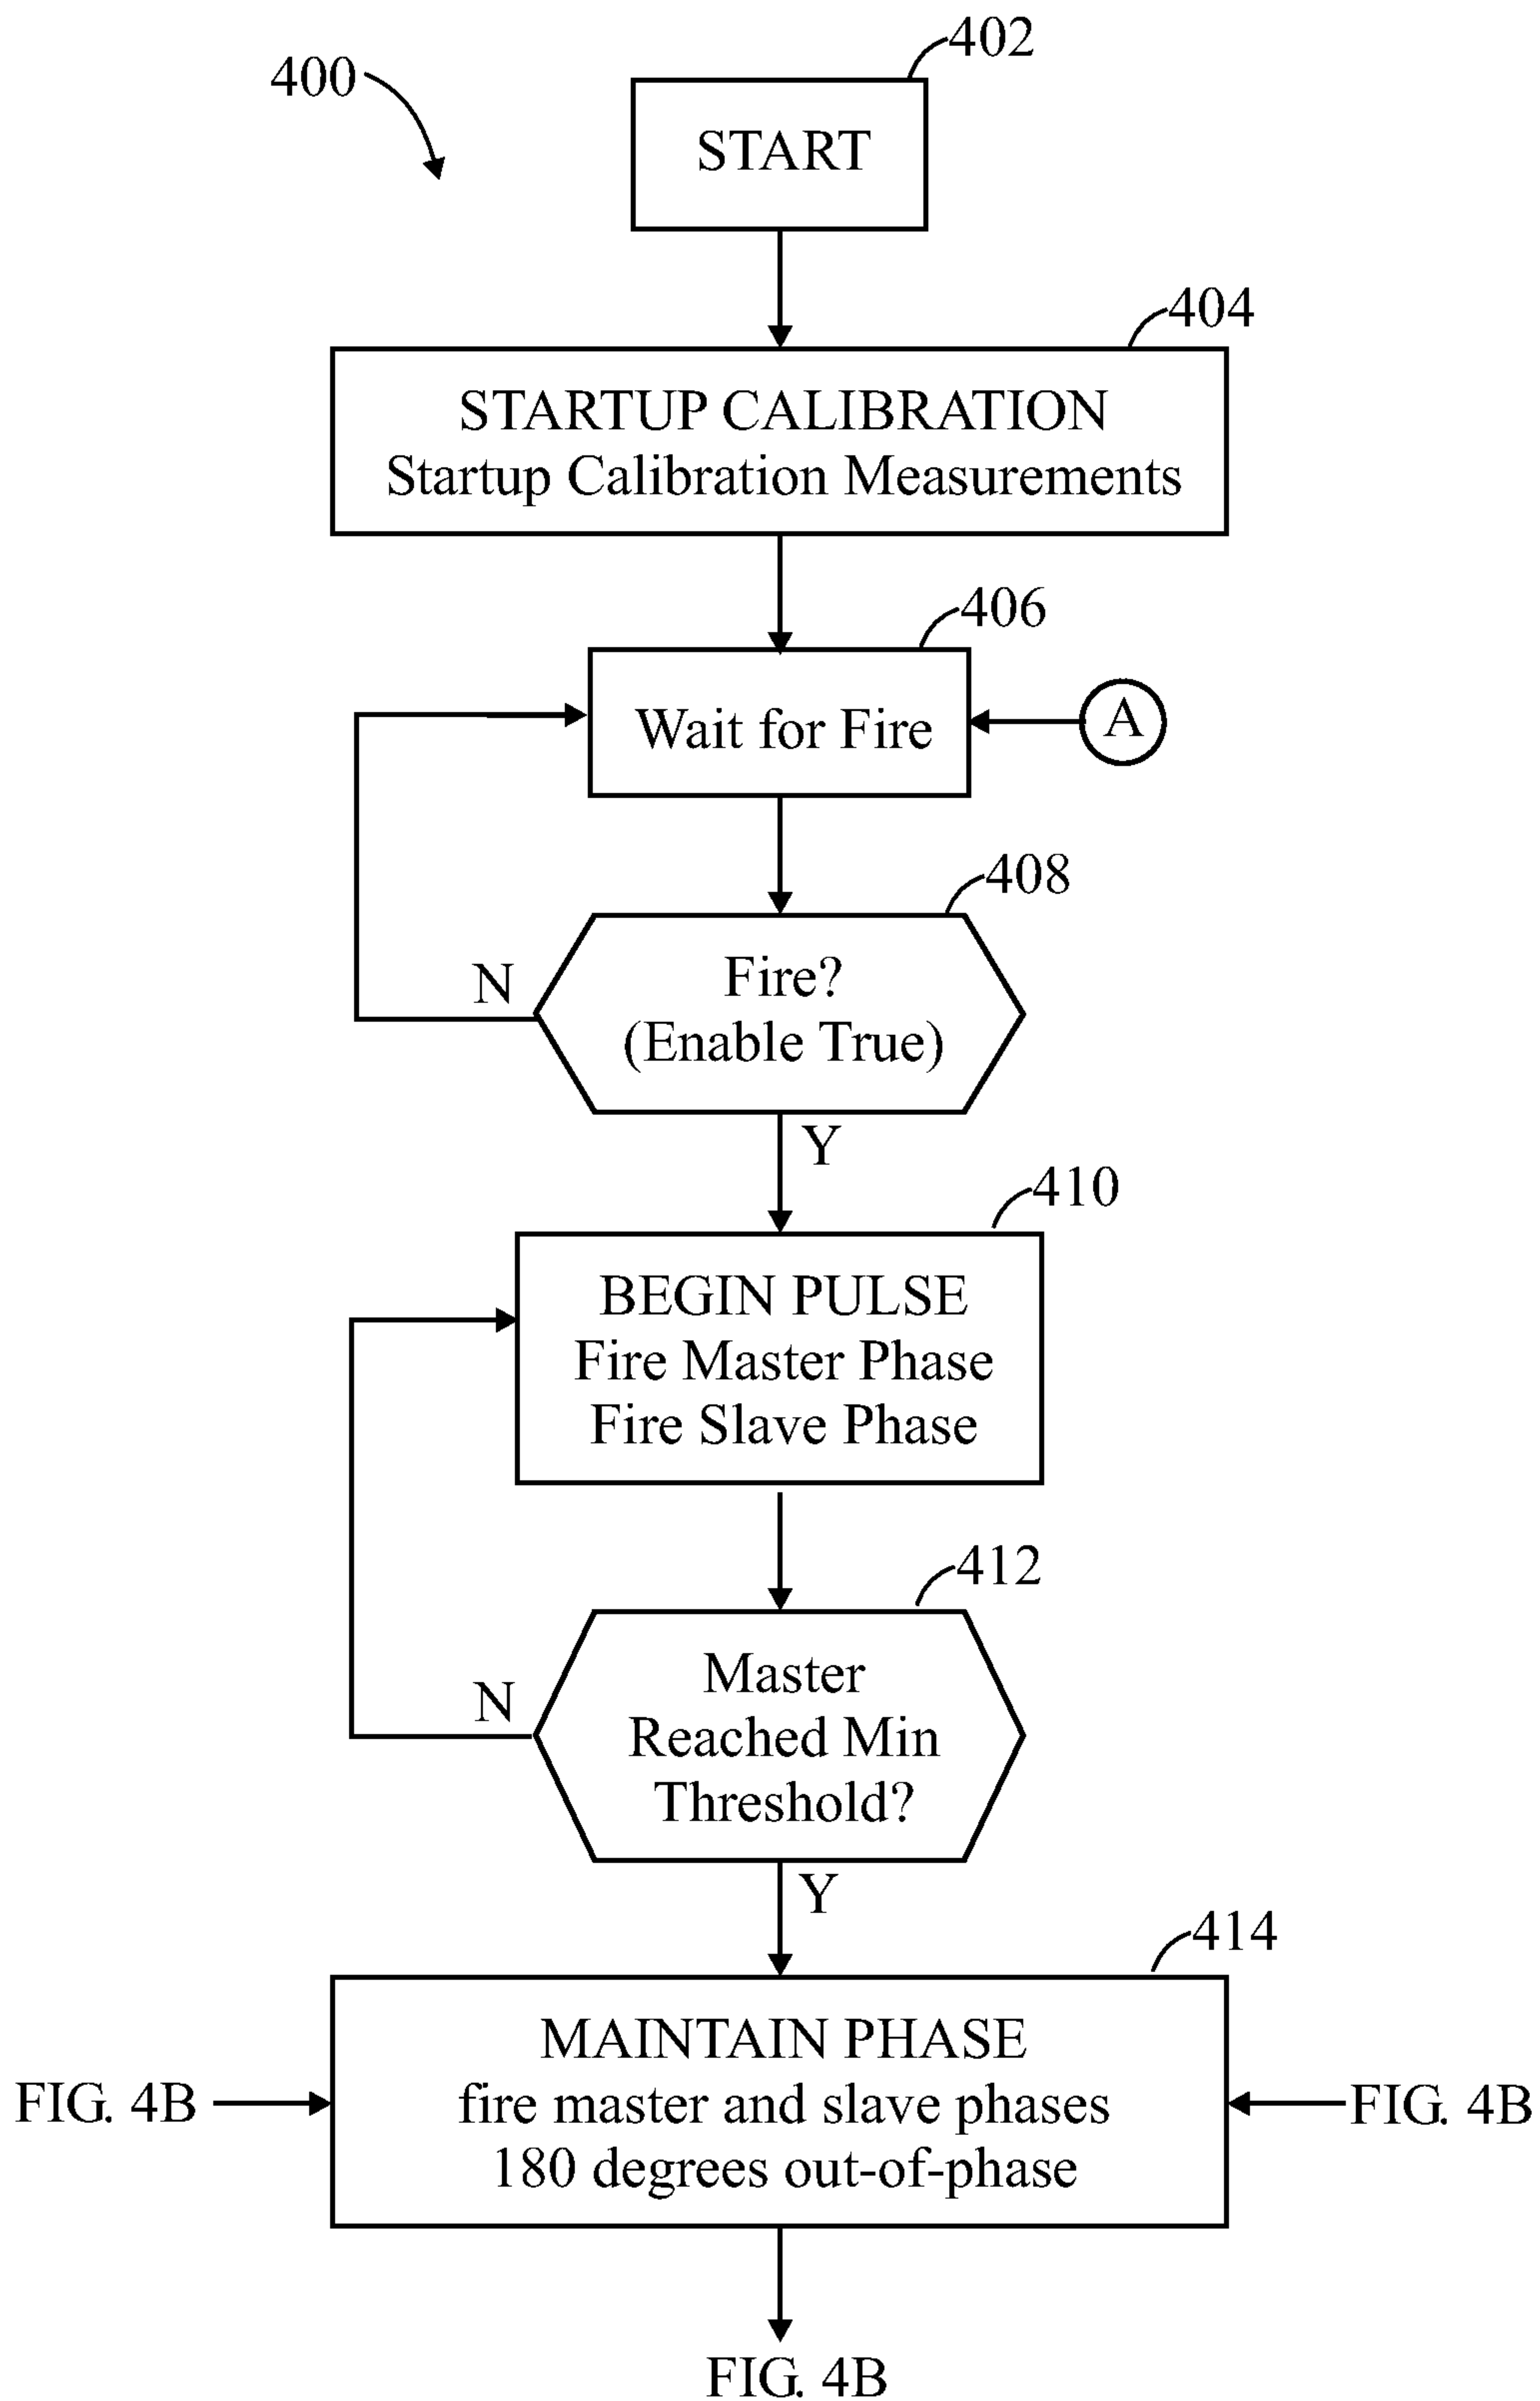 402
400
START
404
STARTUP CALIBRATION
Startup Calibration Measurements
406
Wait for Fire
A
408
Fire?
N
(Enable True)
Y
410
BEGIN PULSE
Fire Master Phase
Fire Slave Phase
412
Master
N
Reached Min
Threshold?
Y
414
MAINTAIN PHASE
FIG. 4B
fire master and slave phases
FIG. 4B
180 degrees out-of-phase
FIG. 4B